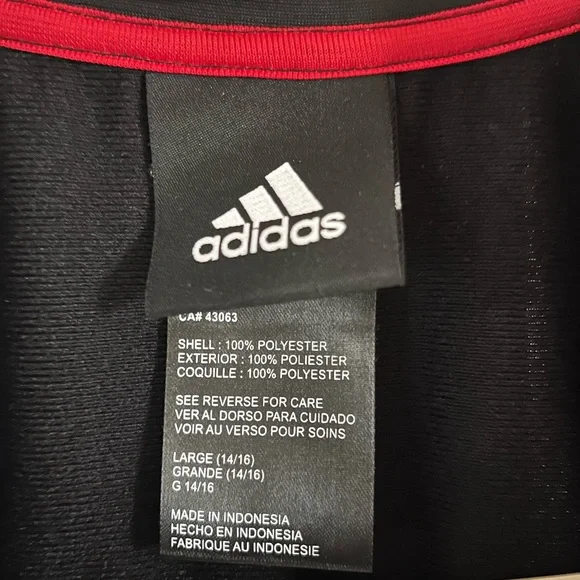 adidas
CA# 43063
SHELL : 100% POLYESTER
EXTERIOR : 100% POLIESTER
COQUILLE : 100% POLYESTER
SEE REVERSE FOR CARE
VER AL DORSO PARA CUIDADO
VOIR AU VERSO POUR SOINS
LARGE (14/16)
GRANDE (14/16)
G 14/16
MADE IN INDONESIA
HECHO EN INDONESIA
FABRIQUE AU INDONESIE